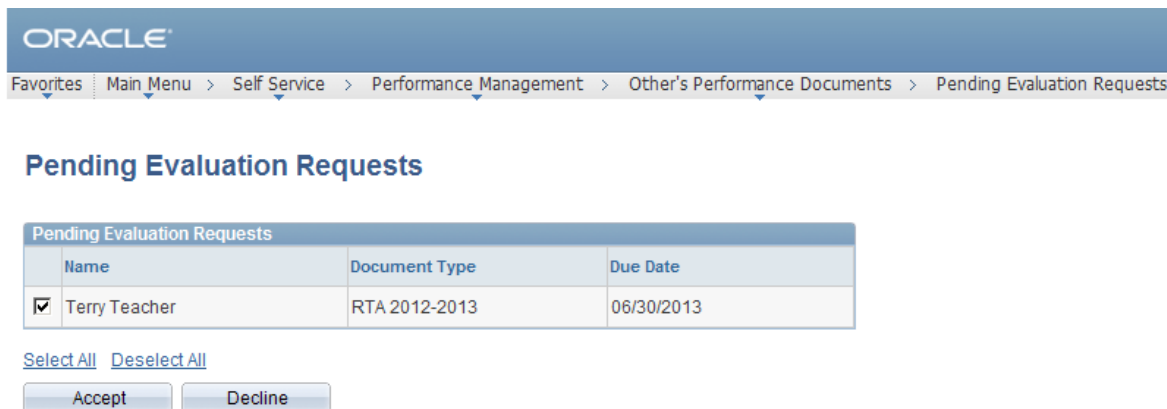 ORACLE
Favorites Main Menu > Self Service > Performance Management > Other's Performance Documents > Pending Evaluation Requests
Pending Evaluation Requests
Pending Evaluation Requests
Name Document Type Due Date
Terry Teacher RTA 2012-2013 06/30/2013
Select All Deselect All
Accept Decline